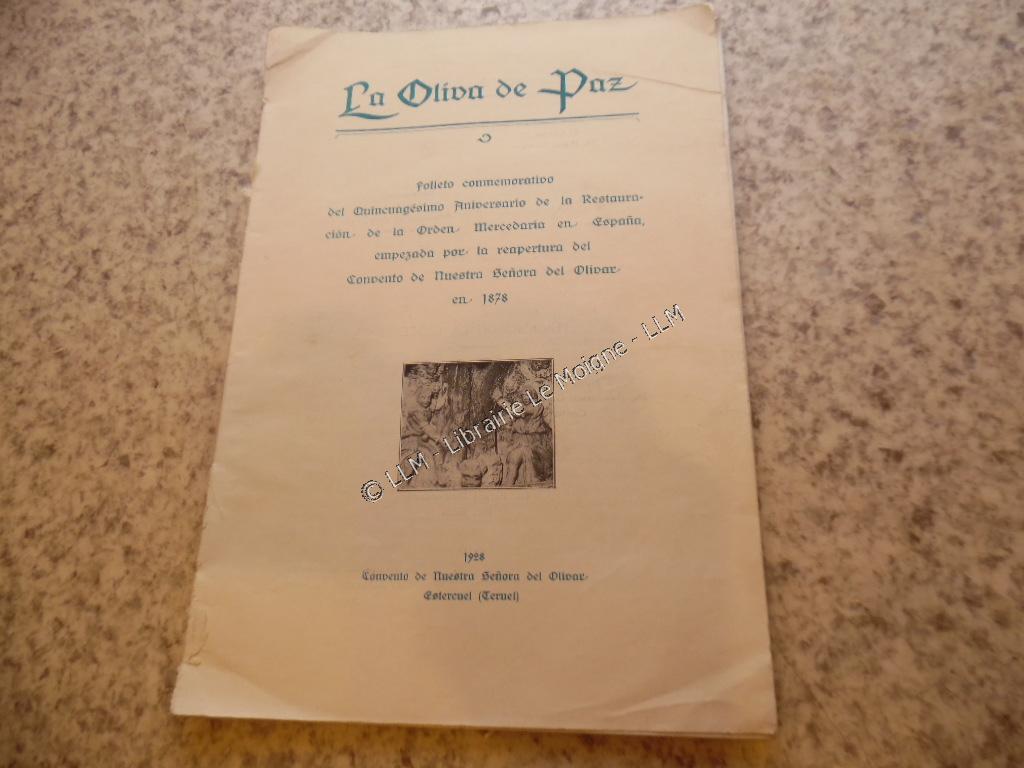 La Oliva de Paz
Folleto conmemorativo
del Quincuagésimo Aniversario de la Restaura-
ción de la Orden Mercedaria en España,
empezada por la reapertura del
Convento de Nuestra Señora del Olivar
en 1878
© LLM - Librairie Le Moigne - LLM
1928
Convento de Nuestra Señora del Olivar
Estercuel (Teruel)